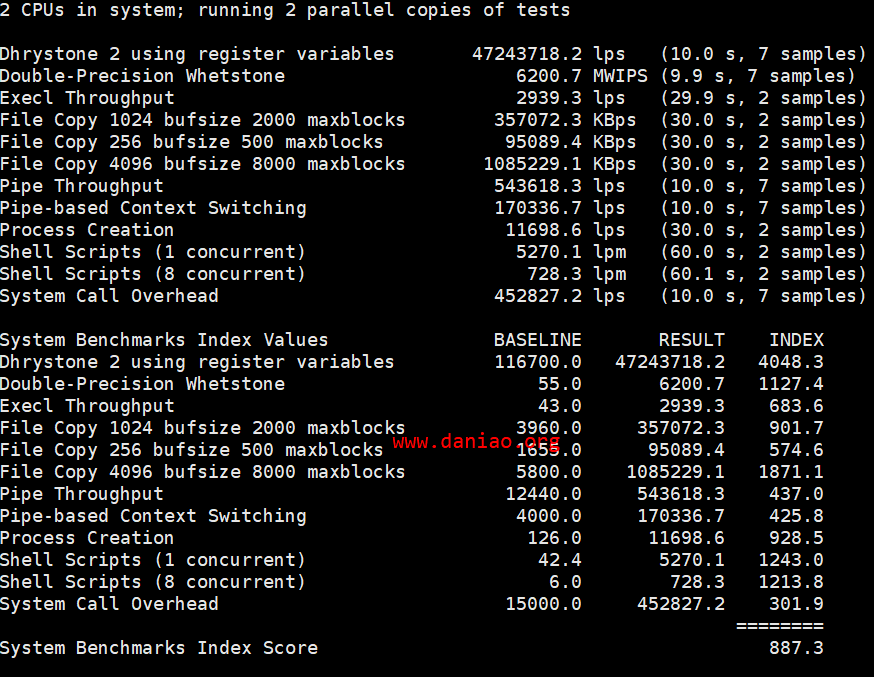 2 CPUs in system; running 2 parallel copies of tests
Dhrystone 2 using register variables 47243718.2 lps (10.0 s, 7 samples)
Double-Precision Whetstone 6200.7 MWIPS (9.9 s, 7 samples)
Execl Throughput 2939.3 lps (29.9 s, 2 samples)
File Copy 1024 bufsize 2000 maxblocks 357072.3 KBps (30.0 s, 2 samples)
File Copy 256 bufsize 500 maxblocks 95089.4 KBps (30.0 s, 2 samples)
File Copy 4096 bufsize 8000 maxblocks 1085229.1 KBps (30.0 s, 2 samples)
Pipe Throughput 543618.3 lps (10.0 s, 7 samples)
Pipe-based Context Switching 170336.7 lps (10.0 s, 7 samples)
Process Creation 11698.6 lps (30.0 s, 2 samples)
Shell Scripts (1 concurrent) 5270.1 lpm (60.0 s, 2 samples)
Shell Scripts (8 concurrent) 728.3 lpm (60.1 s, 2 samples)
System Call Overhead 452827.2 lps (10.0 s, 7 samples)
System Benchmarks Index Values BASELINE RESULT INDEX
Dhrystone 2 using register variables 116700.0 47243718.2 4048.3
Double-Precision Whetstone 55.0 6200.7 1127.4
Execl Throughput 43.0 2939.3 683.6
File Copy 1024 bufsize 2000 maxblocks 3960.0 357072.3 901.7
www.daniao.org
File Copy 256 bufsize 500 maxblocks 1655.0 95089.4 574.6
File Copy 4096 bufsize 8000 maxblocks 5800.0 1085229.1 1871.1
Pipe Throughput 12440.0 543618.3 437.0
Pipe-based Context Switching 4000.0 170336.7 425.8
Process Creation 126.0 11698.6 928.5
Shell Scripts (1 concurrent) 42.4 5270.1 1243.0
Shell Scripts (8 concurrent) 6.0 728.3 1213.8
System Call Overhead 15000.0 452827.2 301.9
========
System Benchmarks Index Score 887.3